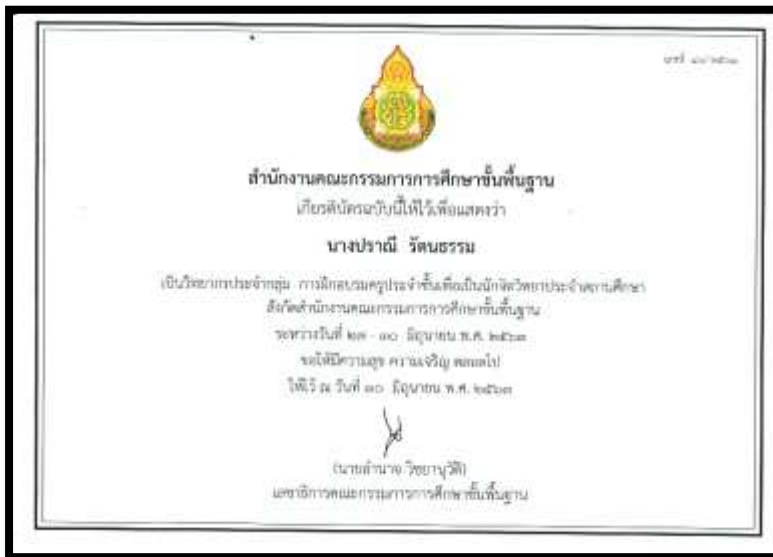 สำนักงานคณะกรรมการการศึกษาขั้นพื้นฐาน
เกียรติบัตรฉบับนี้ให้ไว้เพื่อแสดงว่า
นางปราณี รัตนธรรม
เป็นวิทยากรประจำกลุ่ม การฝึกอบรมครูประจำชั้นเพื่อเป็นนักจิตวิทยาประจำสถานศึกษา
สังกัดสำนักงานคณะกรรมการการศึกษาขั้นพื้นฐาน
ระหว่างวันที่ ๒๗ - ๓๐ มิถุนายน พ.ศ. ๒๕๖๓
ขอให้มีความสุข ความเจริญ ตลอดไป
ให้ไว้ ณ วันที่ ๓๐ มิถุนายน พ.ศ. ๒๕๖๓
(นายอำนาจ วิชยานุวัติ)
เลขาธิการคณะกรรมการการศึกษาขั้นพื้นฐาน